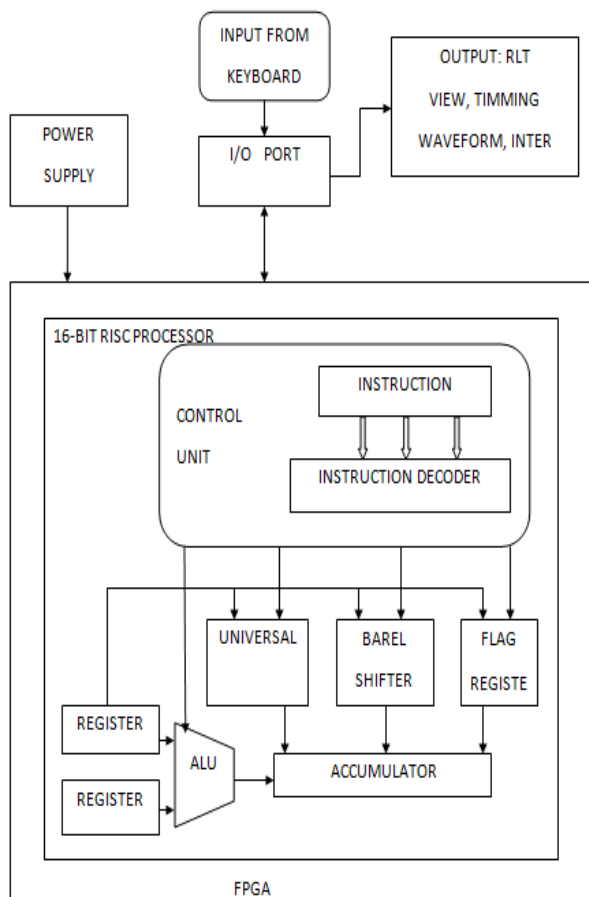 INPUT FROM
KEYBOARD
OUTPUT: RLT
VIEW, TIMMING
WAVEFORM, INTER
POWER
SUPPLY
I/O PORT
16-BIT RISC PROCESSOR
CONTROL
UNIT
INSTRUCTION
INSTRUCTION DECODER
UNIVERSAL
BAREL
SHIFTER
FLAG
REGISTE
REGISTER
ALU
ACCUMULATOR
REGISTER
FPGA